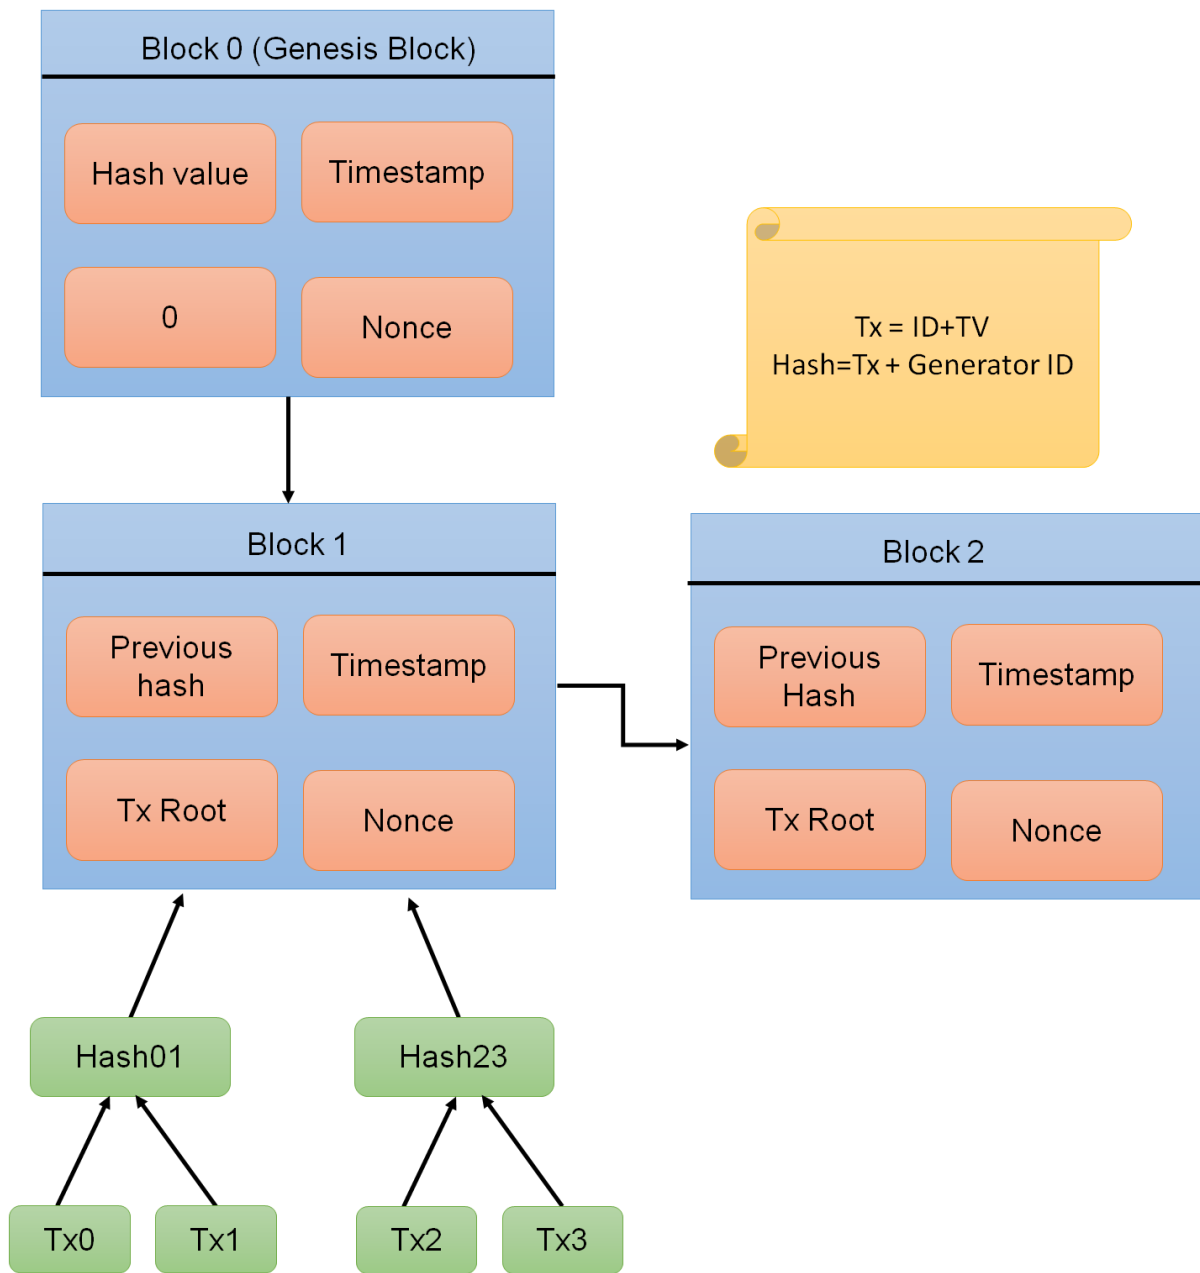 Block 0 (Genesis Block)
Hash value
Timestamp
0
Nonce
Tx = ID+TV
Hash=Tx + Generator ID
Block 1
Previous
hash
Timestamp
Tx Root
Nonce
Block 2
Previous
Hash
Timestamp
Tx Root
Nonce
Hash01
Hash23
Tx0
Tx1
Tx2
Tx3